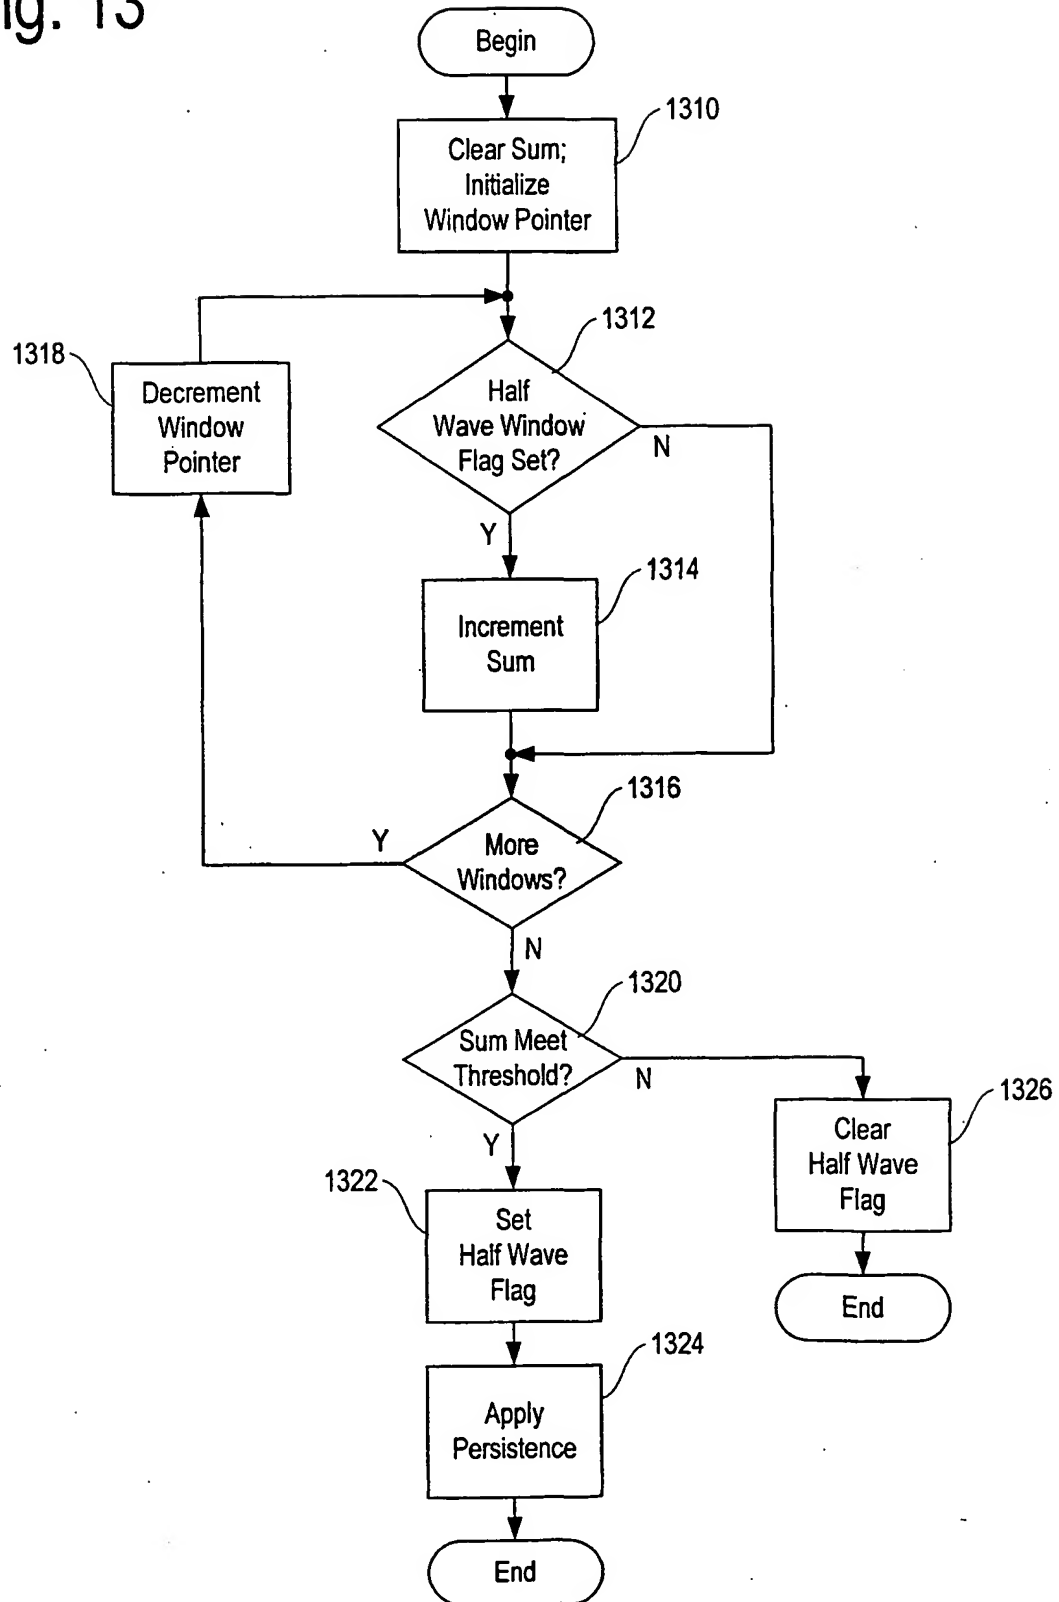 ig. 13
Begin
1310
Clear Sum;
Initialize
Window Pointer
1312
1318
Decrement
Window
Pointer
Half
Wave Window
Flag Set?
N
Y
1314
Increment
Sum
1316
Y
More
Windows?
N
1320
Sum Meet
Threshold?
N
1326
Clear
Half Wave
Flag
Y
1322
Set
Half Wave
Flag
End
1324
Apply
Persistence
End